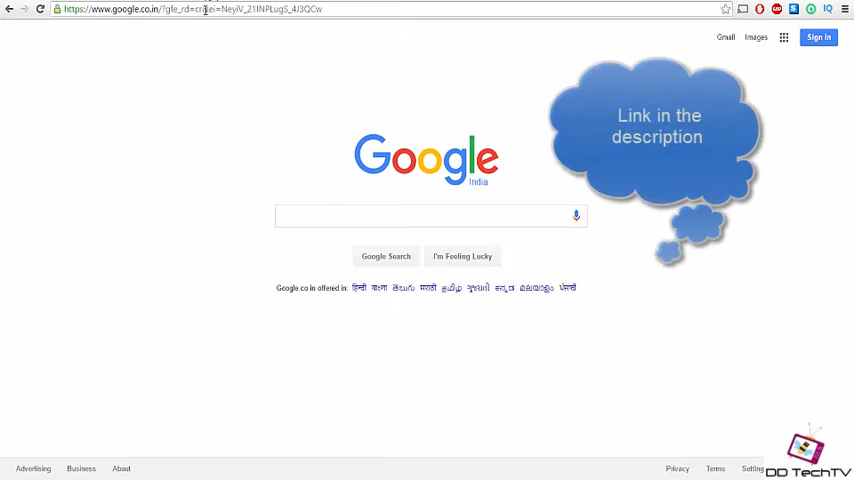 https://www.google.co.in/?gfe_rd=cr&ei=NeyiV_21INPLugS_4J3QCw
Gmail Images
Sign in
Link in the
description
Google
India
Google Search I'm Feeling Lucky
Google.co.in offered in: हिन्दी বাংলা తెలుగు मराठी தமிழ் ગુજરાતી ಕನ್ನಡ മലയാളം ਪੰਜਾਬੀ
Advertising Business About
Privacy Terms Setting
DD TechTV